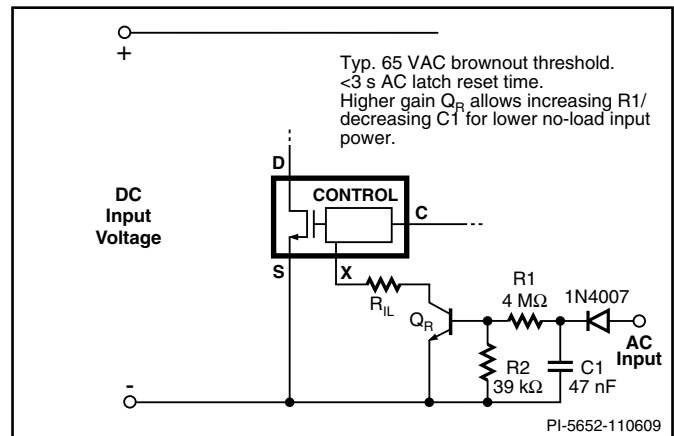 +
Typ. 65 VAC brownout threshold.
<3 s AC latch reset time.
Higher gain QR allows increasing R1/
decreasing C1 for lower no-load input
power.
D
CONTROL
C
DC
Input
Voltage
S
X
RIL
QR
R1
4 MΩ
1N4007
AC
Input
R2
39 kΩ
C1
47 nF
-
PI-5652-110609